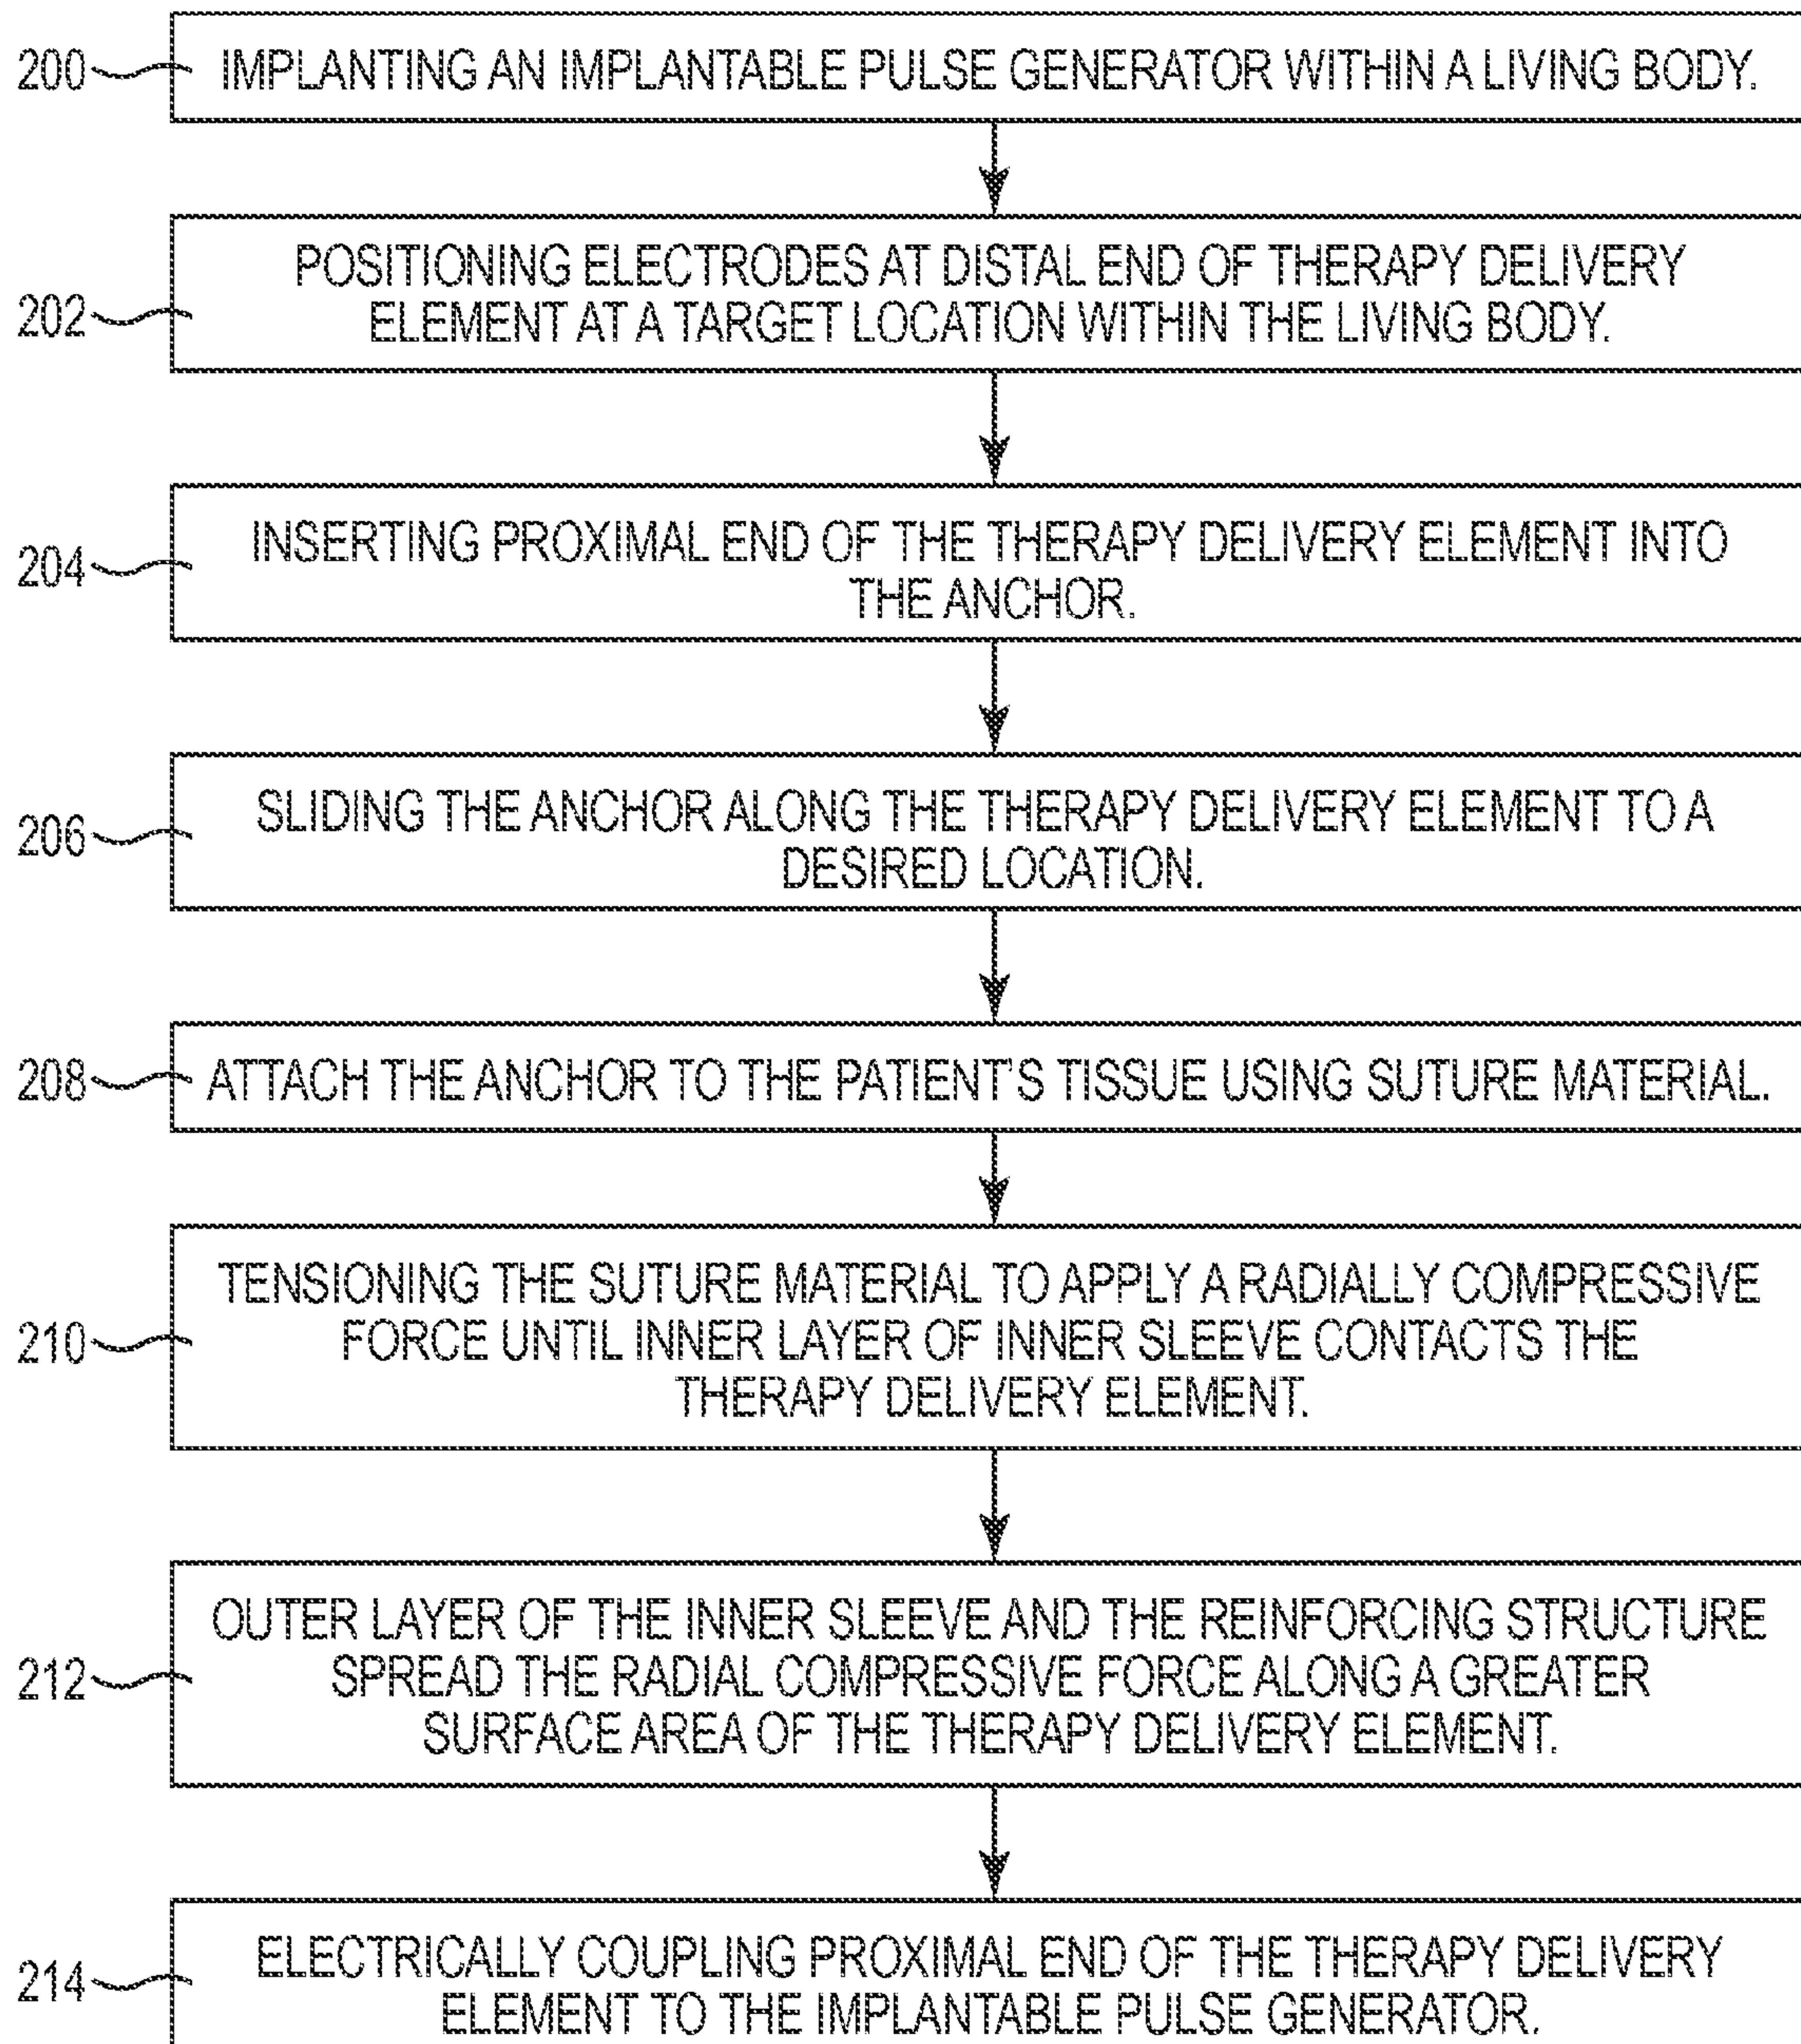 200 IMPLANTING AN IMPLANTABLE PULSE GENERATOR WITHIN A LIVING BODY.
202 POSITIONING ELECTRODES AT DISTAL END OF THERAPY DELIVERY
ELEMENT AT A TARGET LOCATION WITHIN THE LIVING BODY.
204 INSERTING PROXIMAL END OF THE THERAPY DELIVERY ELEMENT INTO
THE ANCHOR.
206 SLIDING THE ANCHOR ALONG THE THERAPY DELIVERY ELEMENT TO A
DESIRED LOCATION.
208 ATTACH THE ANCHOR TO THE PATIENT'S TISSUE USING SUTURE MATERIAL.
210 TENSIONING THE SUTURE MATERIAL TO APPLY A RADIALLY COMPRESSIVE
FORCE UNTIL INNER LAYER OF INNER SLEEVE CONTACTS THE
THERAPY DELIVERY ELEMENT.
212 OUTER LAYER OF THE INNER SLEEVE AND THE REINFORCING STRUCTURE
SPREAD THE RADIAL COMPRESSIVE FORCE ALONG A GREATER
SURFACE AREA OF THE THERAPY DELIVERY ELEMENT.
214 ELECTRICALLY COUPLING PROXIMAL END OF THE THERAPY DELIVERY
ELEMENT TO THE IMPLANTABLE PULSE GENERATOR.